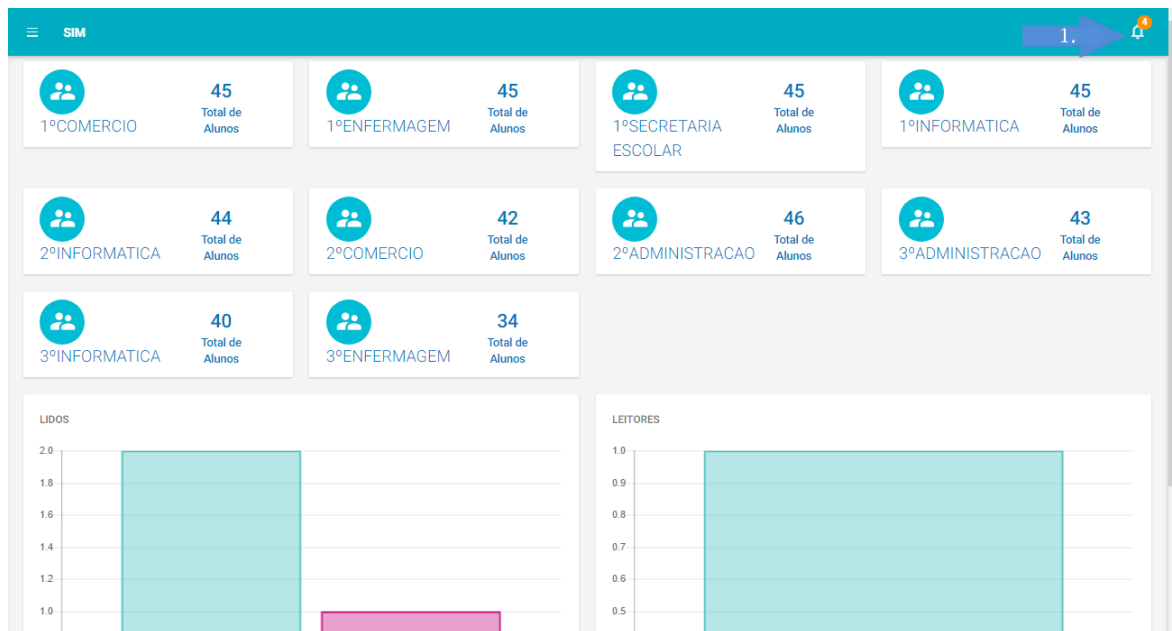 SIM
1.
4
45
Total de
Alunos
1ºCOMERCIO
45
Total de
Alunos
1ºENFERMAGEM
45
Total de
Alunos
1ºSECRETARIA
ESCOLAR
45
Total de
Alunos
1ºINFORMATICA
44
Total de
Alunos
2ºINFORMATICA
42
Total de
Alunos
2ºCOMERCIO
46
Total de
Alunos
2ºADMINISTRACAO
43
Total de
Alunos
3ºADMINISTRACAO
40
Total de
Alunos
3ºINFORMATICA
34
Total de
Alunos
3ºENFERMAGEM
LIDOS
2.0
1.8
1.6
1.4
1.2
1.0
LEITORES
1.0
0.9
0.8
0.7
0.6
0.5